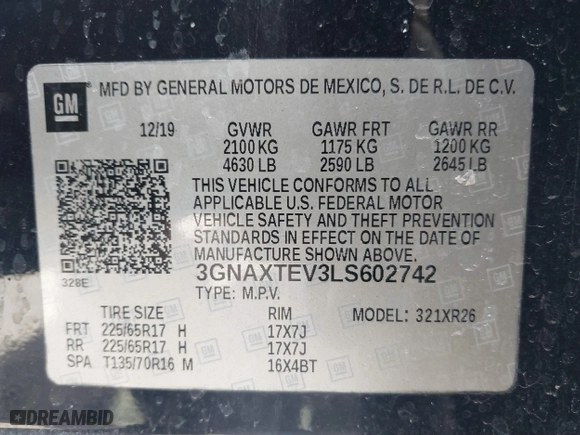 GM
MFD BY GENERAL MOTORS DE MEXICO, S. DE R.L. DE C.V.
12/19 GVWR GAWR FRT GAWR RR
2100 KG 1175 KG 1200 KG
4630 LB 2590 LB 2645 LB
THIS VEHICLE CONFORMS TO ALL
APPLICABLE U.S. FEDERAL MOTOR
VEHICLE SAFETY AND THEFT PREVENTION
STANDARDS IN EFFECT ON THE DATE OF
MANUFACTURE SHOWN ABOVE.
328E 3GNAXTEV3LS602742
TYPE: M.P.V.
TIRE SIZE RIM MODEL: 321XR26
FRT 225/65R17 H 17X7J
RR 225/65R17 H 17X7J
SPA T135/70R16 M 16X4BT
DREAMBID